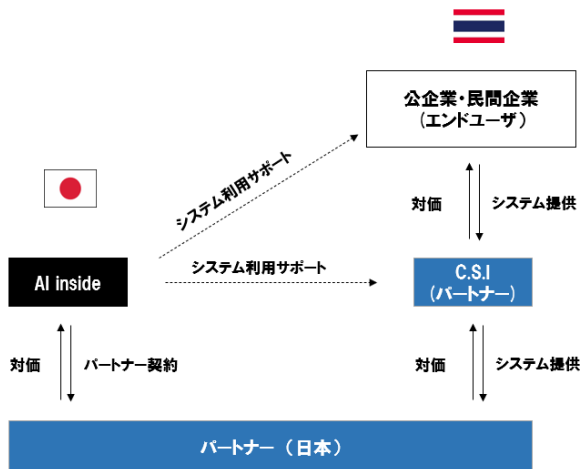 公企業・民間企業
(エンドユーザ)
対価
システム提供
システム利用サポート
システム利用サポート
AI inside
C.S.I
(パートナー)
対価
パートナー契約
対価
システム提供
パートナー（日本）